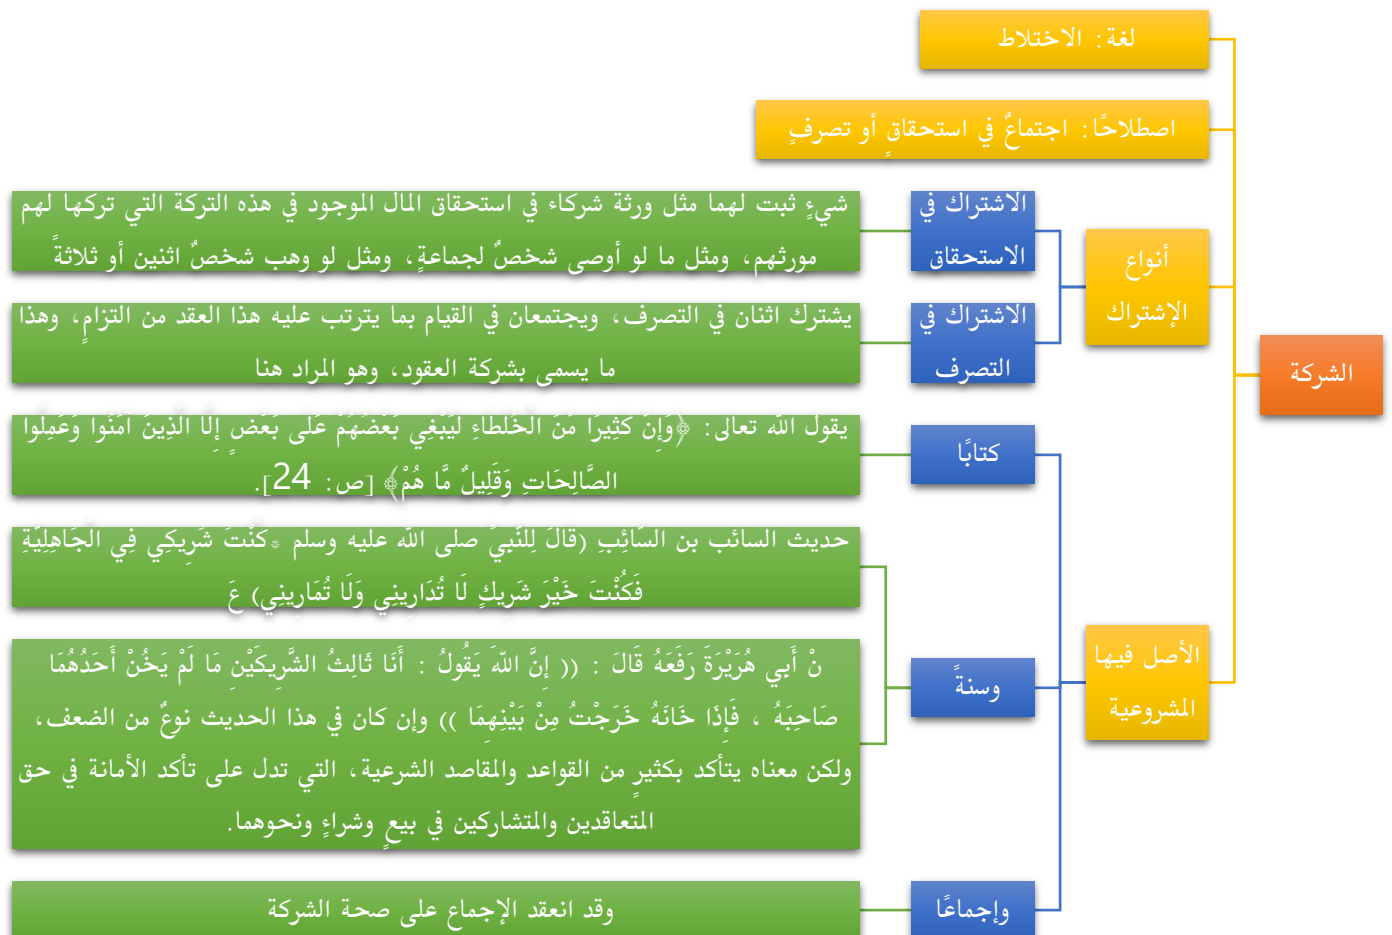 الشركة
لغة: الاختلاط
اصطلاحًا: اجتماعٌ في استحقاقٍ أو تصرفٍ
أنواع
الإشتراك
الاشتراك في
الاستحقاق
شيءٍ ثبت لهما مثل ورثة شركاء في استحقاق المال الموجود في هذه التركة التي تركها لهم
مورثهم، ومثل ما لو أوصى شخصٌ لجماعةٍ، ومثل لو وهب شخصٌ اثنين أو ثلاثةً
الاشتراك في
التصرف
يشترك اثنان في التصرف، ويجتمعان في القيام بما يترتب عليه هذا العقد من التزامٍ، وهذا
ما يسمى بشركة العقود، وهو المراد هنا
الأصل فيها
المشروعية
كتابًا
يقول الله تعالى: ﴿وَإِنَّ كَثِيرًا مِّنَ الْخُلَطَاءِ لَيَبْغِي بَعْضُهُمْ عَلَى بَعْضٍ إِلَّا الَّذِينَ آمَنُوا وَعَمِلُوا
الصَّالِحَاتِ وَقَلِيلٌ مَّا هُمْ﴾ [ص: 24].
وسنةً
حديث السائب بن السَّائِبِ (قَالَ لِلنَّبِيِّ صلى الله عليه وسلم *كُنْتَ شَرِيكِي فِي الْجَاهِلِيَّةِ
فَكُنْتَ خَيْرَ شَرِيكٍ لَا تُدَارِينِي وَلَا تُمَارِينِي) عَ
نْ أَبِي هُرَيْرَةَ رَفَعَهُ قَالَ : (( إِنَّ اللهَ يَقُولُ : أَنَا ثَالِثُ الشَّرِيكَيْنِ مَا لَمْ يَخُنْ أَحَدُهُمَا
صَاحِبَهُ ، فَإِذَا خَانَهُ خَرَجْتُ مِنْ بَيْنِهِمَا )) وإن كان في هذا الحديث نوعٌ من الضعف،
ولكن معناه يتأكد بكثيرٍ من القواعد والمقاصد الشرعية، التي تدل على تأكد الأمانة في حق
المتعاقدين والمتشاركين في بيعٍ وشراءٍ ونحوهما.
وإجماعًا
وقد انعقد الإجماع على صحة الشركة